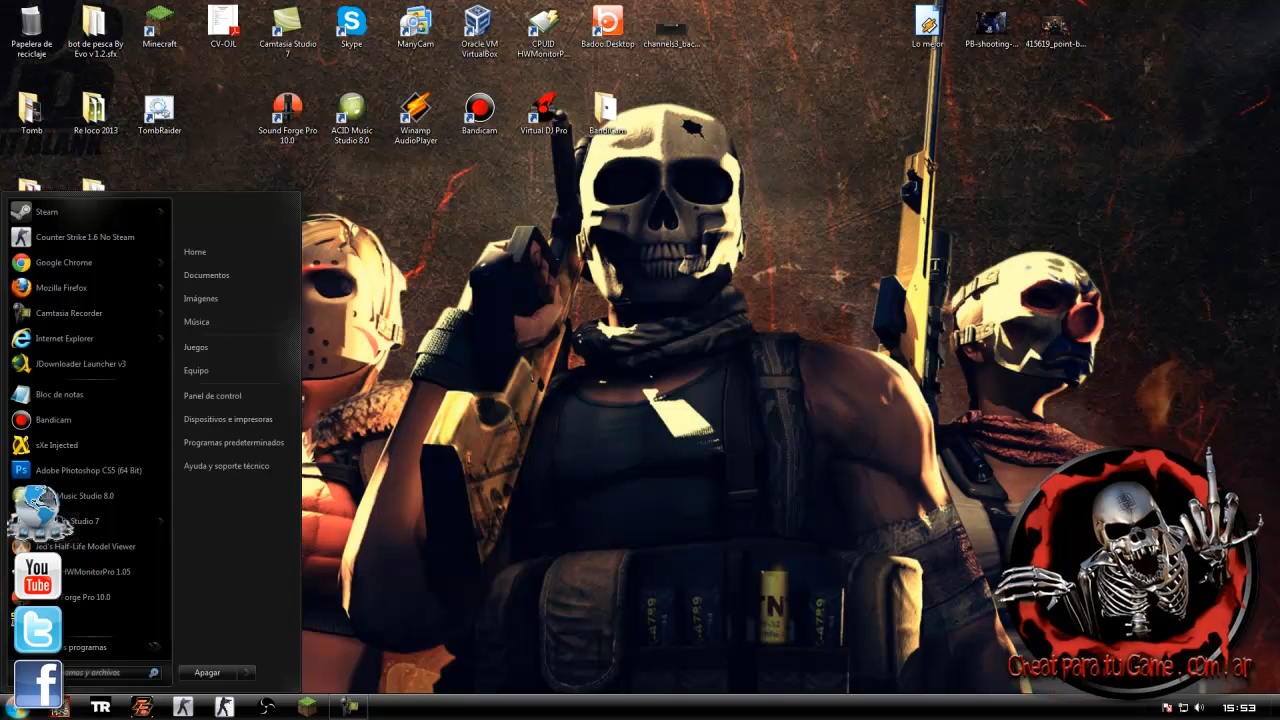 Papelera de
reciclaje
bot de pesca By
Evo v 1.2.sfx
Minecraft
CV-OJL
Camtasia Studio
7
Skype
ManyCam
Oracle VM
VirtualBox
CPUID
HWMonitorP...
Badoo.Desktop
channels3_bac...
Lo mejor
PB-shooting-...
415619_point-b...
Tomb
Re loco 2013
TombRaider
Sound Forge Pro
10.0
ACID Music
Studio 8.0
Winamp
AudioPlayer
Bandicam
Virtual DJ Pro
BandiCam
Steam
Counter Strike 1.6 No Steam
Google Chrome
Mozilla Firefox
Camtasia Recorder
Internet Explorer
JDownloader Launcher v3
Bloc de notas
Bandicam
sXe Injected
Adobe Photoshop CS5 (64 Bit)
Music Studio 8.0
Studio 7
Jed's Half-Life Model Viewer
HWMonitorPro 1.05
orge Pro 10.0
s programas
amas y archivos
Home
Documentos
Imágenes
Música
Juegos
Equipo
Panel de control
Dispositivos e impresoras
Programas predeterminados
Ayuda y soporte técnico
Apagar
You
Tube
Cheat para tu Game . com . ar
TR
15:53